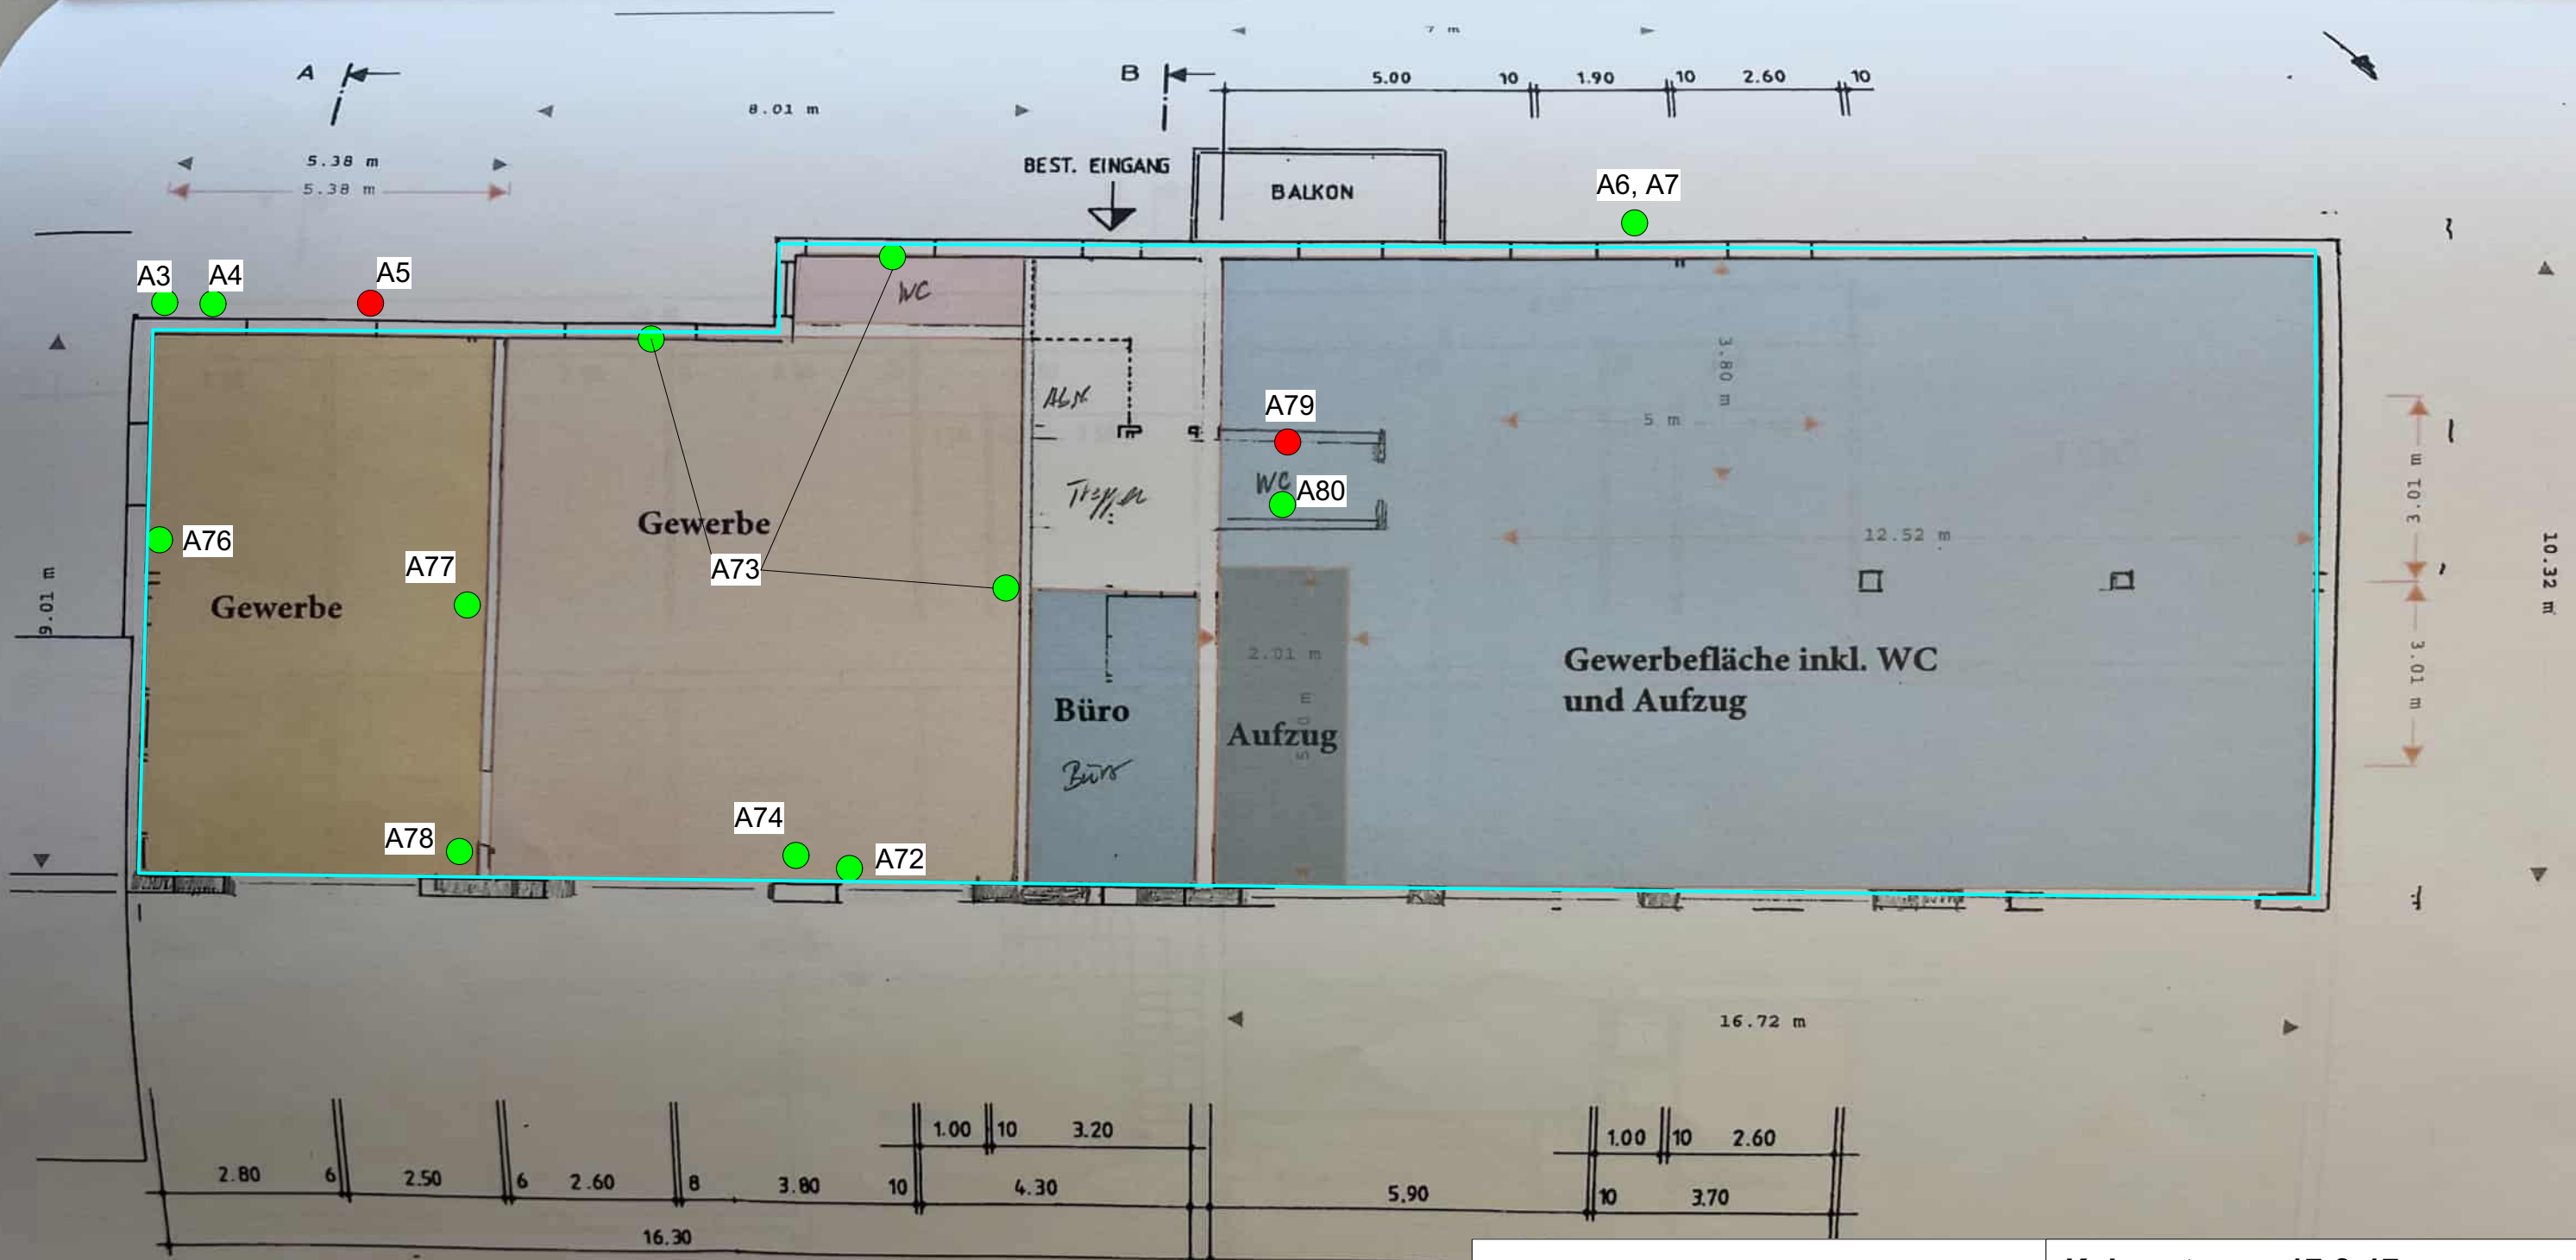 7 m
A
B
5.00 10 1.90 10 2.60 10
8.01 m
5.38 m
5.38 m
BEST. EINGANG
BALKON
A6, A7
A3
A4
A5
WC
Abst.
A79
3.80 m
5 m
WC
A80
Treppe
Gewerbe
A76
A77
A73
12.52 m
3.01 m
10.32 m
9.01 m
Gewerbe
2.01 m
Gewerbefläche inkl. WC
und Aufzug
3.01 m
Büro
Aufzug
Büro
A78
A74
A72
16.72 m
1.00 10 3.20
1.00 10 2.60
2.80 6 2.50 6 2.60 8 3.80 10 4.30
5.90 10 3.70
16.30